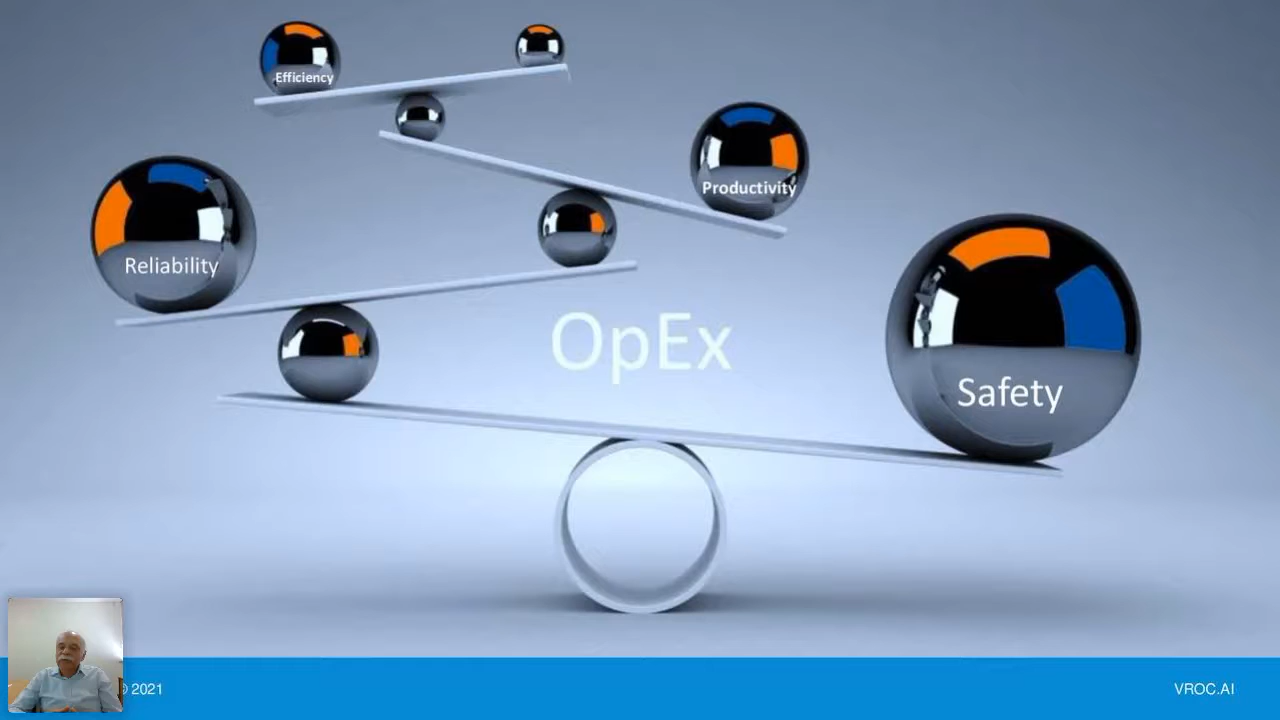 Efficiency
Productivity
Reliability
OpEx
Safety
© 2021
VROC.AI